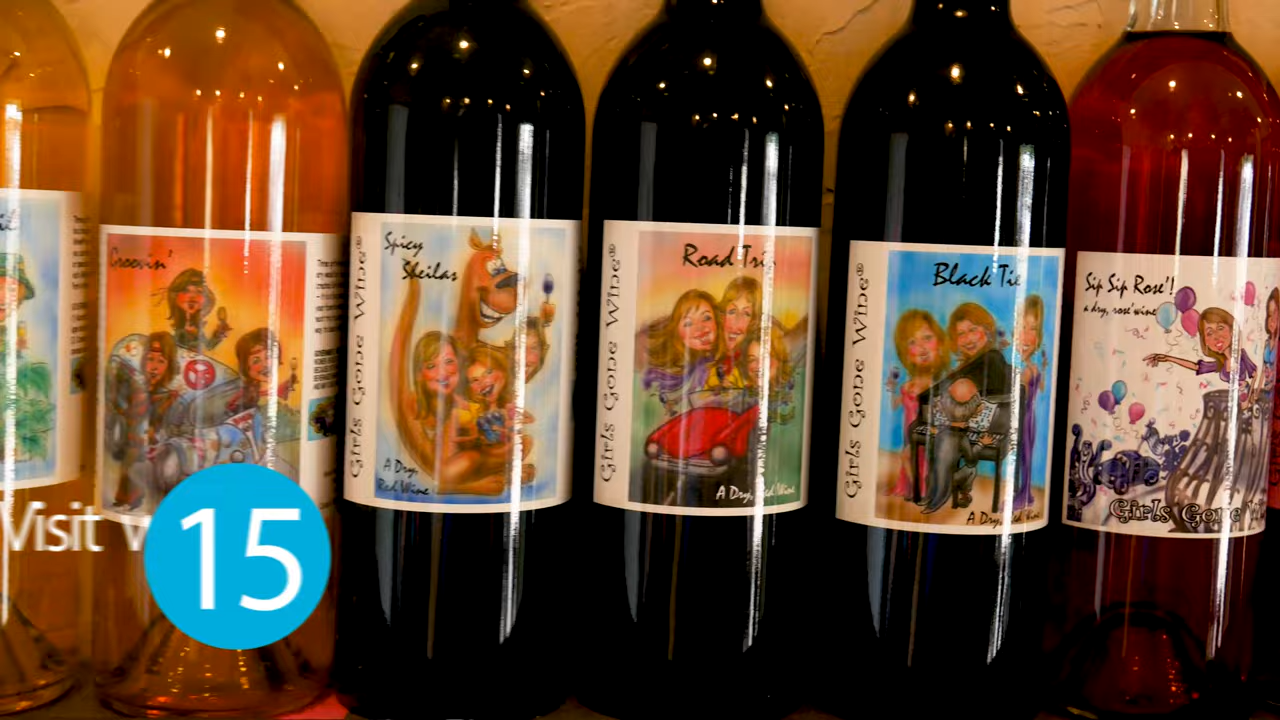 Groovin'
Girls Gone Wine®
Spicy
Sheilas
A Dry,
Red Wine
Girls Gone Wine®
Road Trip
A Dry, Red Wine
Girls Gone Wine®
Black Tie
A Dry, Red Wine
Sip Sip Rose'!
a dry, rose' wine
Girls Gone
Visit
15